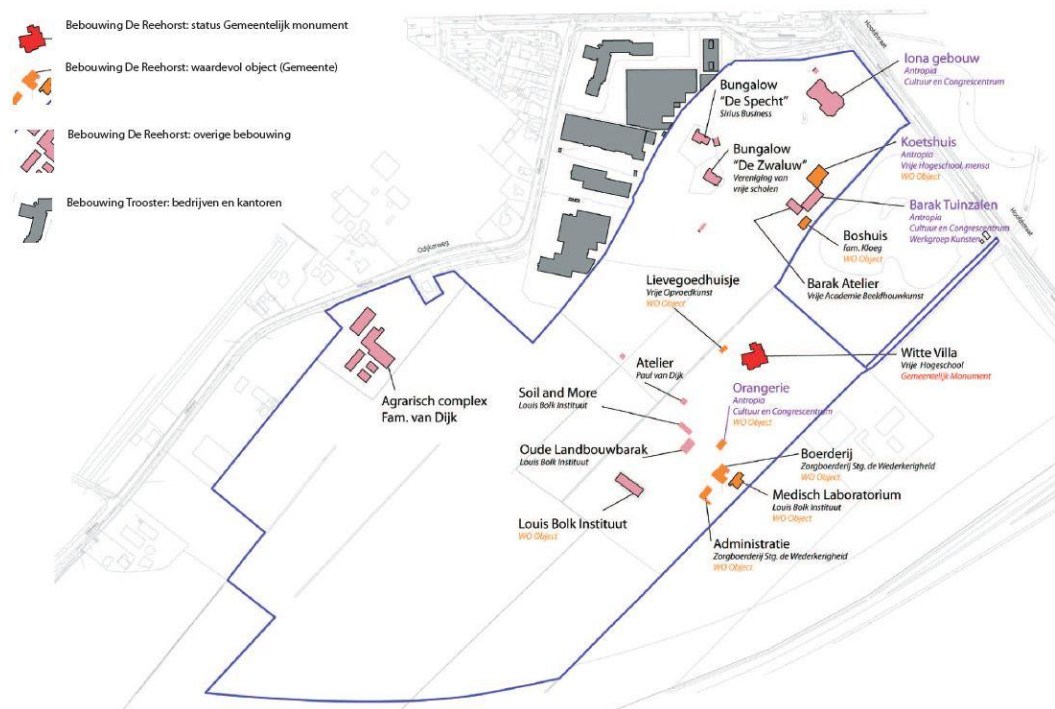 Bebouwing De Reehorst: status Gemeentelijk monument
Bebouwing De Reehorst: waardevol object (Gemeente)
Bebouwing De Reehorst: overige bebouwing
Bebouwing Trooster: bedrijven en kantoren
Hoofdstraat
Iona gebouw
Antropia
Cultuur en Congrescentrum
Bungalow
"De Specht"
Sirius Business
Koetshuis
Antropia
Vrije Hogeschool, mensa
WO Object
Bungalow
"De Zwaluw"
Vereniging van
vrije scholen
Barak Tuinzalen
Antropia
Cultuur en Congrescentrum
Werkgroep Kunsten
Hoofdstraat
Boshuis
fam. Kloeg
WO Object
Odijkerweg
Lievegoedhuisje
Vrije Opvoedkunst
WO Object
Barak Atelier
Vrije Academie Beeldhouwkunst
Witte Villa
Vrije Hogeschool
Gemeentelijk Monument
Atelier
Paul van Dijk
Soil and More
Louis Bolk Instituut
Orangerie
Antropia
Cultuur en Congrescentrum
WO Object
Agrarisch complex
Fam. van Dijk
Oude Landbouwbarak
Louis Bolk Instituut
Boerderij
Zorgboerderij Stg. de Wederkerigheid
WO Object
Medisch Laboratorium
Louis Bolk Instituut
WO Object
Louis Bolk Instituut
WO Object
Administratie
Zorgboerderij Stg. de Wederkerigheid
WO Object